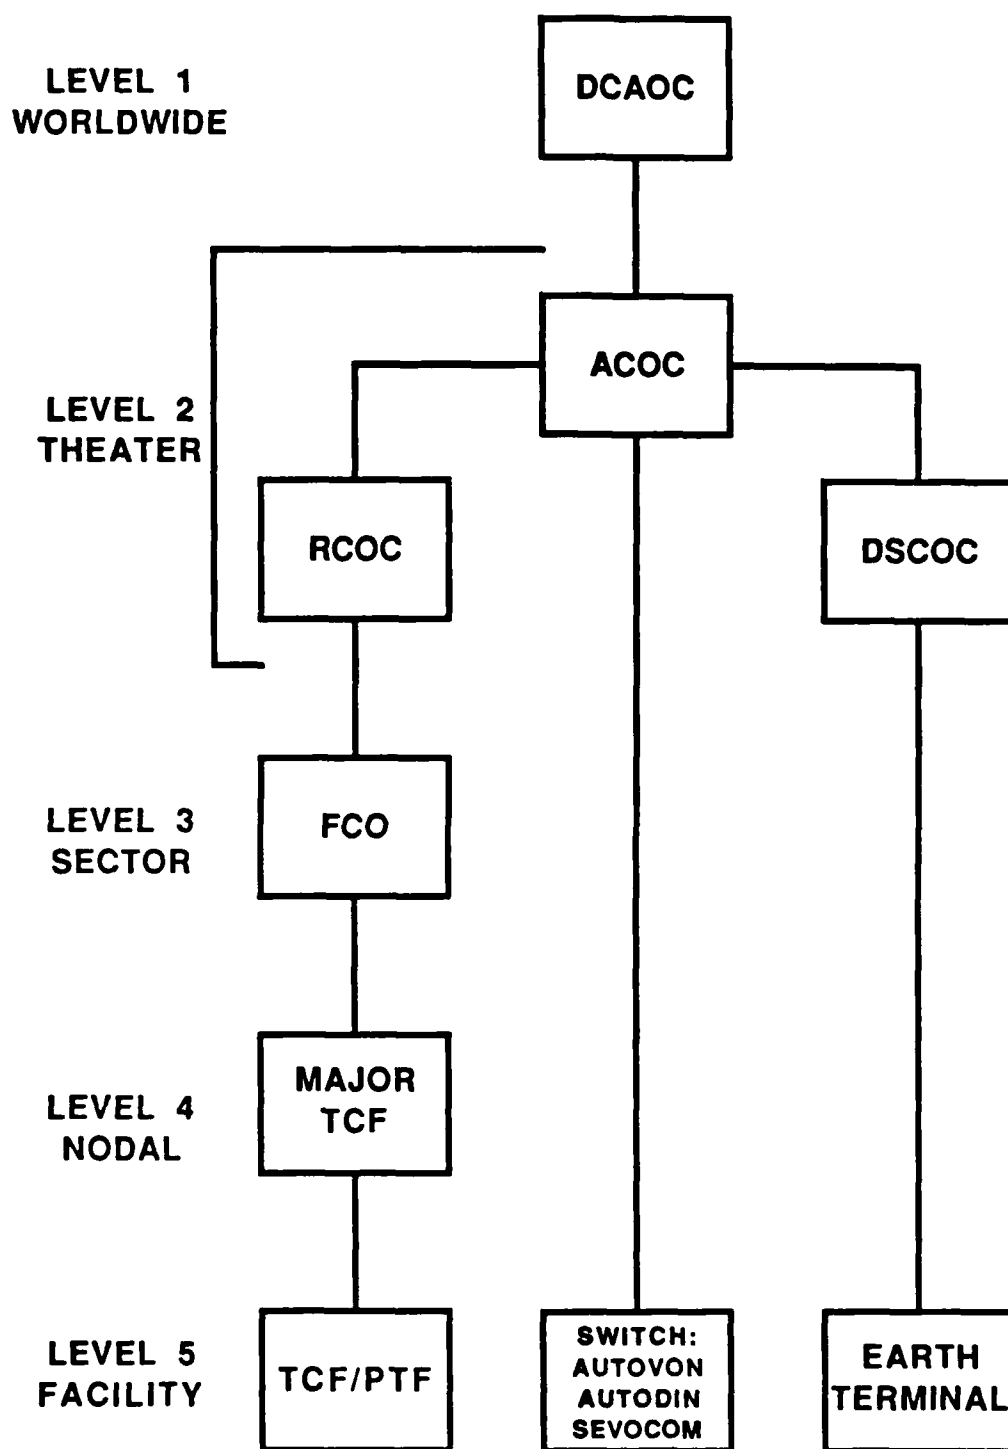 LEVEL 1
WORLDWIDE
DCAOC
LEVEL 2
THEATER
ACOC
RCOC
DSCOC
LEVEL 3
SECTOR
FCO
LEVEL 4
NODAL
MAJOR
TCF
LEVEL 5
FACILITY
TCF/PTF
SWITCH:
AUTOVON
AUTODIN
SEVOCOM
EARTH
TERMINAL